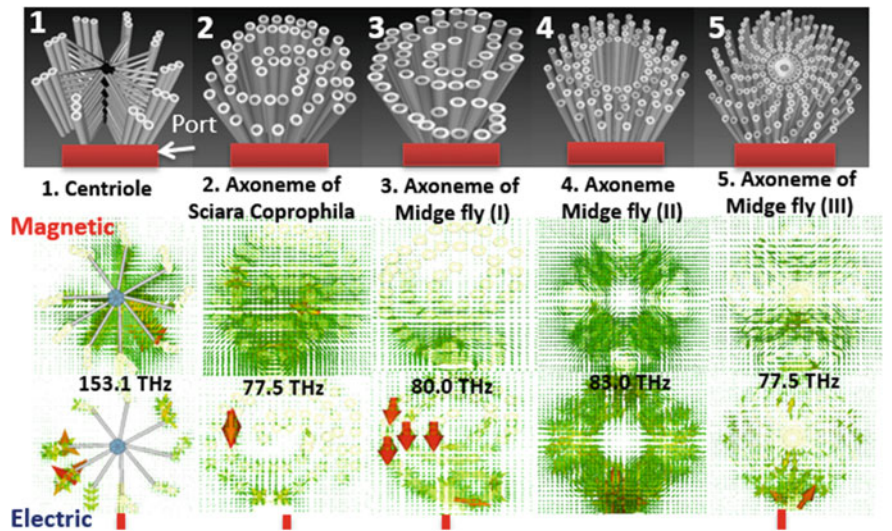 1
2
3
4
5
Port
1. Centriole
2. Axoneme of
Sciara Coprophila
3. Axoneme of
Midge fly (I)
4. Axoneme
Midge fly (II)
5. Axoneme of
Midge fly (III)
Magnetic
153.1 THz
77.5 THz
80.0 THz
83.0 THz
77.5 THz
Electric